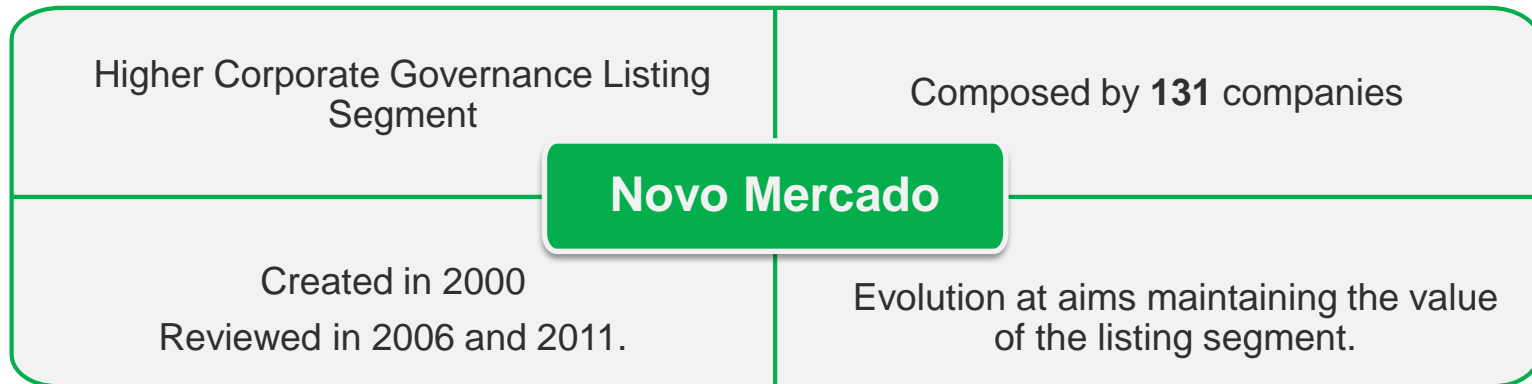 Higher Corporate Governance Listing
Segment
Composed by 131 companies
Novo Mercado
Created in 2000
Reviewed in 2006 and 2011.
Evolution at aims maintaining the value
of the listing segment.